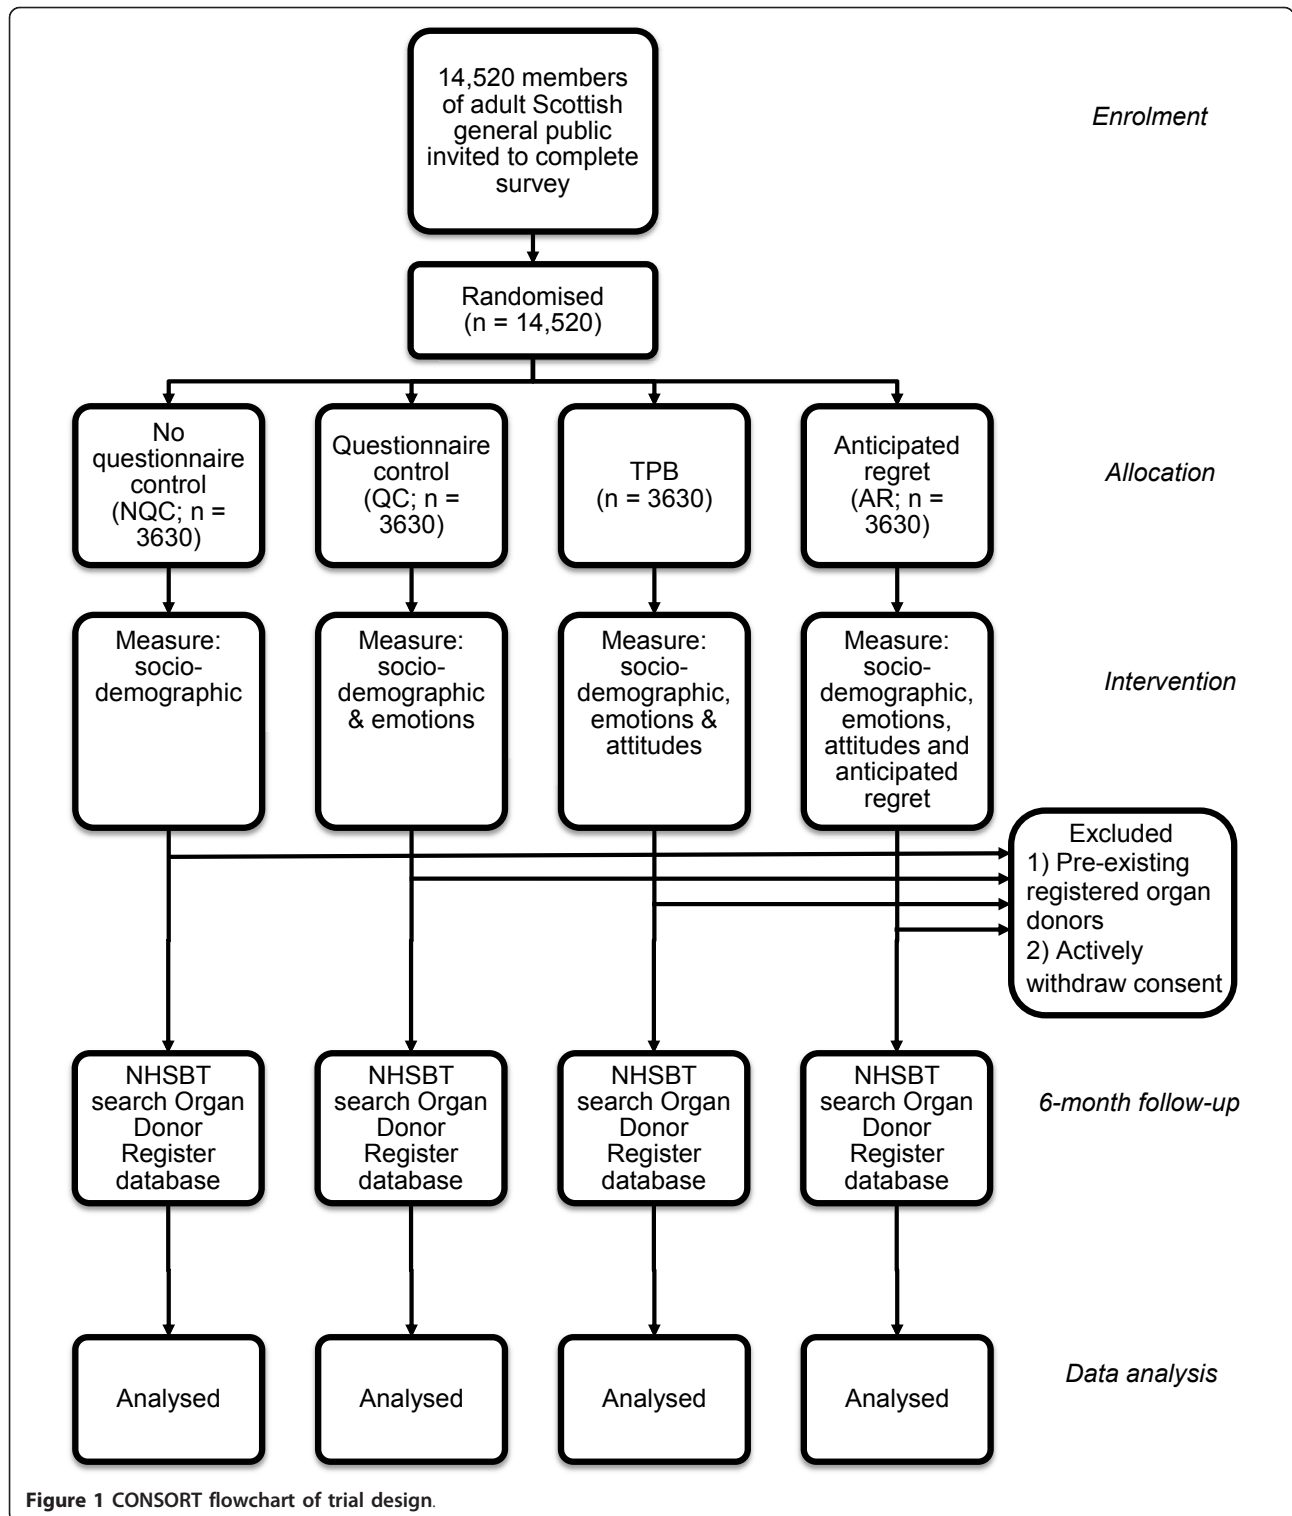 14,520 members
of adult Scottish
general public
invited to complete
survey
Enrolment
Randomised
(n = 14,520)
No
questionnaire
control
(NQC; n =
3630)
Questionnaire
control
(QC; n =
3630)
TPB
(n = 3630)
Anticipated
regret
(AR; n =
3630)
Allocation
Measure:
socio-
demographic
Measure:
socio-
demographic
& emotions
Measure:
socio-
demographic,
emotions &
attitudes
Measure:
socio-
demographic,
emotions,
attitudes and
anticipated
regret
Intervention
Excluded
1) Pre-existing
registered organ
donors
2) Actively
withdraw consent
NHSBT
search Organ
Donor
Register
database
NHSBT
search Organ
Donor
Register
database
NHSBT
search Organ
Donor
Register
database
NHSBT
search Organ
Donor
Register
database
6-month follow-up
Analysed
Analysed
Analysed
Analysed
Data analysis
Figure 1 CONSORT flowchart of trial design.